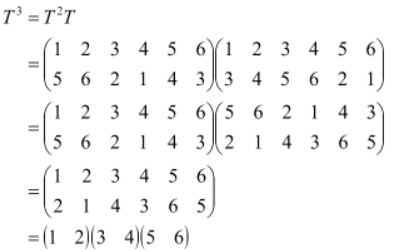 T³ = T²T
= (1 2 3 4 5 6)(1 2 3 4 5 6)
(5 6 2 1 4 3)(3 4 5 6 2 1)
= (1 2 3 4 5 6)(5 6 2 1 4 3)
(5 6 2 1 4 3)(2 1 4 3 6 5)
= (1 2 3 4 5 6)
(2 1 4 3 6 5)
= (1 2)(3 4)(5 6)